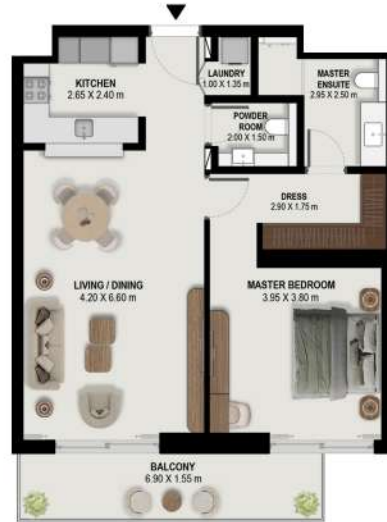 KITCHEN
2.65 X 2.40 m
LAUNDRY
1.00 X 1.35 m
MASTER
ENSUITE
2.95 X 2.50 m
POWDER
ROOM
2.00 X 1.50 m
DRESS
2.90 X 1.75 m
LIVING / DINING
4.20 X 6.60 m
MASTER BEDROOM
3.95 X 3.80 m
BALCONY
6.90 X 1.55 m